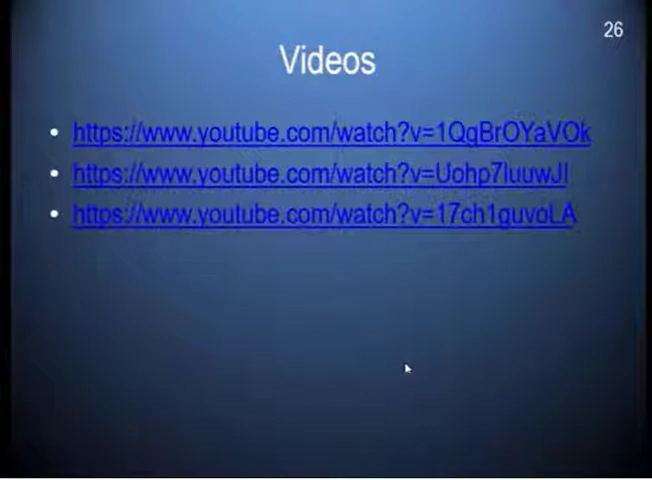 26
Videos
• https://www.youtube.com/watch?v=1QqBrOYaVOk
• https://www.youtube.com/watch?v=Uohp7luuwJI
• https://www.youtube.com/watch?v=17ch1guvoLA